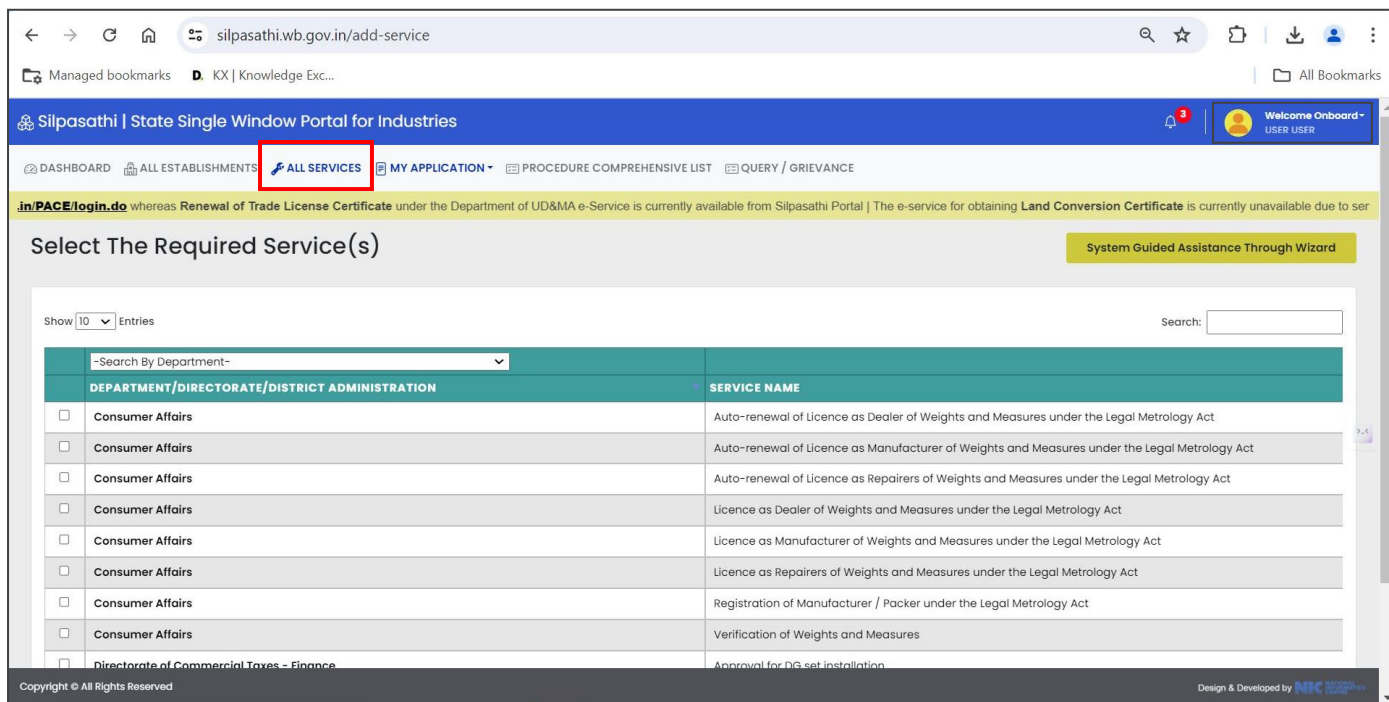 silpasathi.wb.gov.in/add-service
Managed bookmarks D. KX | Knowledge Exc... All Bookmarks
Silpasathi | State Single Window Portal for Industries 3 Welcome Onboard
USER USER
DASHBOARD ALL ESTABLISHMENTS ALL SERVICES MY APPLICATION PROCEDURE COMPREHENSIVE LIST QUERY / GRIEVANCE
.in/PACE/login.do whereas Renewal of Trade License Certificate under the Department of UD&MA e-Service is currently available from Silpasathi Portal | The e-service for obtaining Land Conversion Certificate is currently unavailable due to ser
Select The Required Service(s) System Guided Assistance Through Wizard
Show 10 Entries Search:
-Search By Department-
DEPARTMENT/DIRECTORATE/DISTRICT ADMINISTRATION SERVICE NAME
Consumer Affairs Auto-renewal of Licence as Dealer of Weights and Measures under the Legal Metrology Act
Consumer Affairs Auto-renewal of Licence as Manufacturer of Weights and Measures under the Legal Metrology Act
Consumer Affairs Auto-renewal of Licence as Repairers of Weights and Measures under the Legal Metrology Act
Consumer Affairs Licence as Dealer of Weights and Measures under the Legal Metrology Act
Consumer Affairs Licence as Manufacturer of Weights and Measures under the Legal Metrology Act
Consumer Affairs Licence as Repairers of Weights and Measures under the Legal Metrology Act
Consumer Affairs Registration of Manufacturer / Packer under the Legal Metrology Act
Consumer Affairs Verification of Weights and Measures
Directorate of Commercial Taxes - Finance Approval for DG set installation
Copyright © All Rights Reserved Design & Developed by NIC NATIONAL INFORMATICS CENTRE